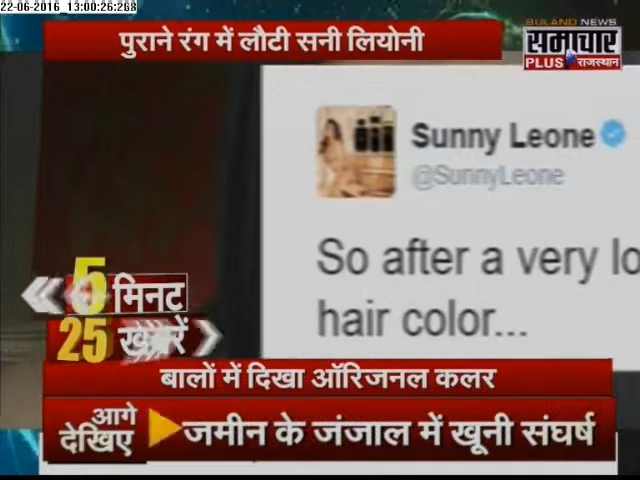 22-06-2016 13:00:26:268
पुराने रंग में लौटी सनी लियोनी
BULAND NEWS
समाचार
PLUS राजस्थान
Sunny Leone
@SunnyLeone
So after a very lo
hair color...
5 मिनट
25 खबरें
बालों में दिखा ऑरिजनल कलर
आगे देखिए
जमीन के जंजाल में खूनी संघर्ष